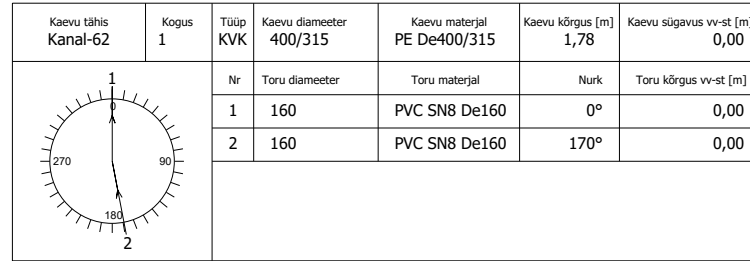 Kaevu tähis Kogus Tüüp Kaevu diameeter Kaevu materjal Kaevu kõrgus [m] Kaevu sügavus vv-st [m]
Kanal-62 1 KVK 400/315 PE De400/315 1,78 0,00
Nr Toru diameeter Toru materjal Nurk Toru kõrgus vv-st [m]
1 160 PVC SN8 De160 0° 0,00
2 160 PVC SN8 De160 170° 0,00
1
0
270 90
180
2